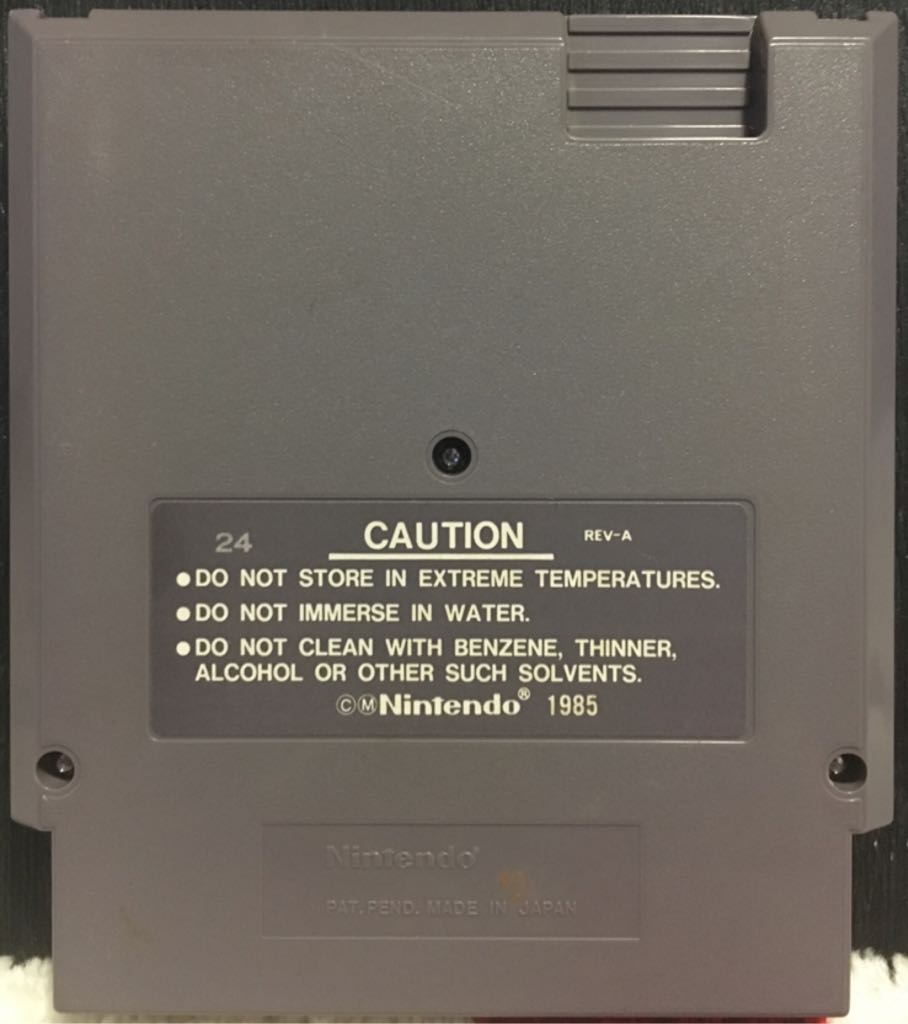 24 CAUTION REV-A
●DO NOT STORE IN EXTREME TEMPERATURES.
●DO NOT IMMERSE IN WATER.
●DO NOT CLEAN WITH BENZENE, THINNER,
ALCOHOL OR OTHER SUCH SOLVENTS.
ⒸⓂNintendo® 1985
Nintendo®
PAT. PEND. MADE IN JAPAN